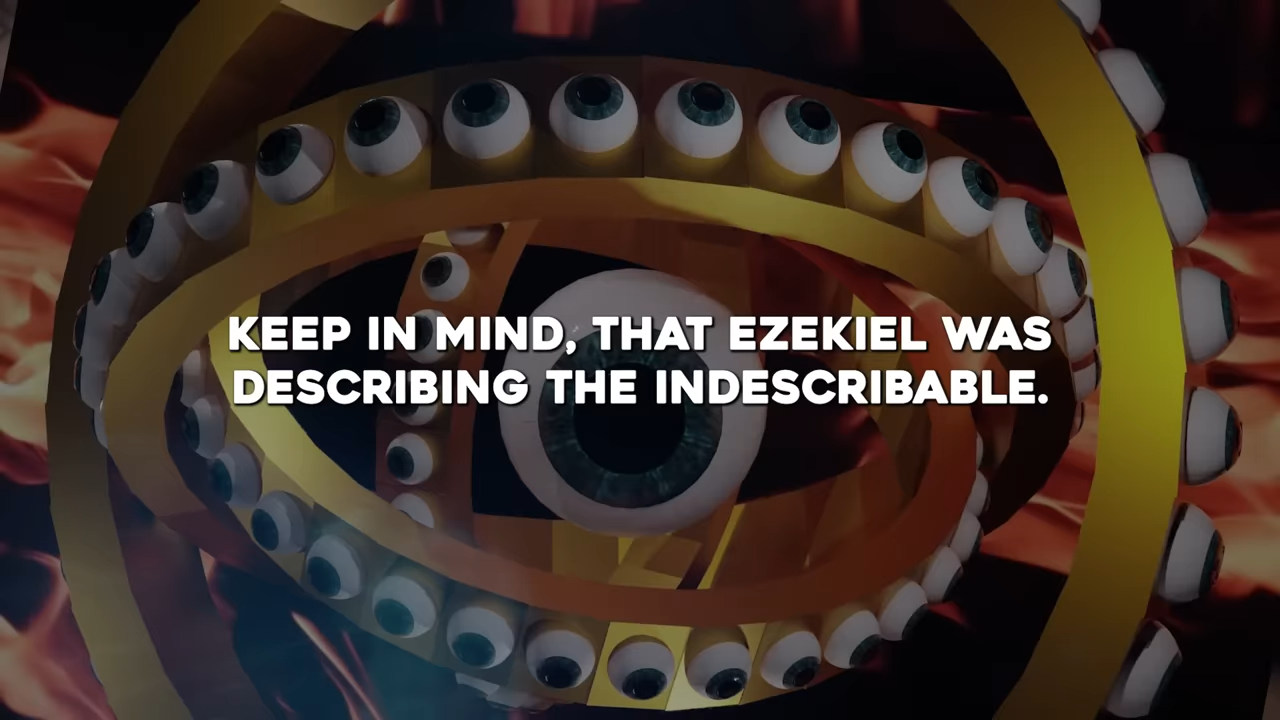 KEEP IN MIND, THAT EZEKIEL WAS
DESCRIBING THE INDESCRIBABLE.